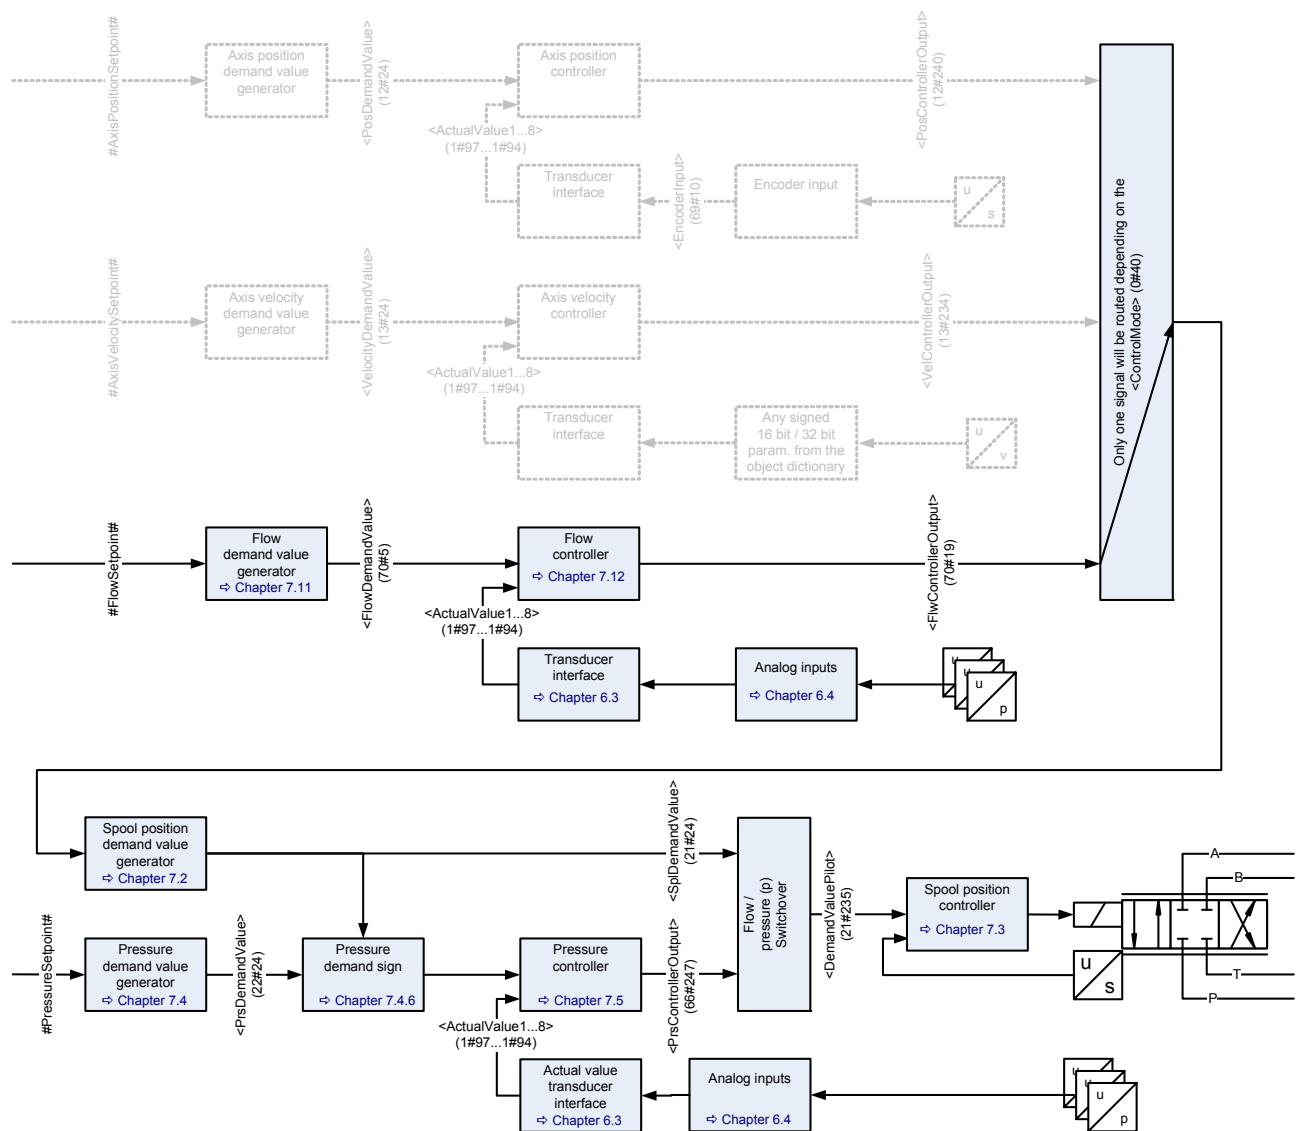 #AxisPositionSetpoint#
Axis position
demand value
generator
<PosDemandValue>
(12#24)
Axis position
controller
<PosControllerOutput>
(12#240)
<ActualValue1...8>
(1#97...1#94)
Transducer
interface
<EncoderInput>
(69#10)
Encoder input
u
s
Only one signal will be routed depending on the
<ControlMode> (0#40)
#AxisVelocitySetpoint#
Axis velocity
demand value
generator
<VelocityDemandValue>
(13#24)
Axis velocity
controller
<VelControllerOutput>
(13#234)
<ActualValue1...8>
(1#97...1#94)
Transducer
interface
Any signed
16 bit / 32 bit
param. from the
object dictionary
u
v
#FlowSetpoint#
Flow
demand value
generator
⇨ Chapter 7.11
<FlowDemandValue>
(70#5)
Flow
controller
⇨ Chapter 7.12
<FlwControllerOutput>
(70#19)
<ActualValue1...8>
(1#97...1#94)
Transducer
interface
⇨ Chapter 6.3
Analog inputs
⇨ Chapter 6.4
u
u
u
p
Spool position
demand value
generator
⇨ Chapter 7.2
<SplDemandValue>
(21#24)
Flow /
pressure (p)
Switchover
<DemandValuePilot>
(21#235)
Spool position
controller
⇨ Chapter 7.3
A
B
T
P
u
s
#PressureSetpoint#
Pressure
demand value
generator
⇨ Chapter 7.4
<PrsDemandValue>
(22#24)
Pressure
demand sign
⇨ Chapter 7.4.6
Pressure
controller
⇨ Chapter 7.5
<PrsControllerOutput>
(66#247)
<ActualValue1...8>
(1#97...1#94)
Actual value
transducer
interface
⇨ Chapter 6.3
Analog inputs
⇨ Chapter 6.4
u
u
u
p